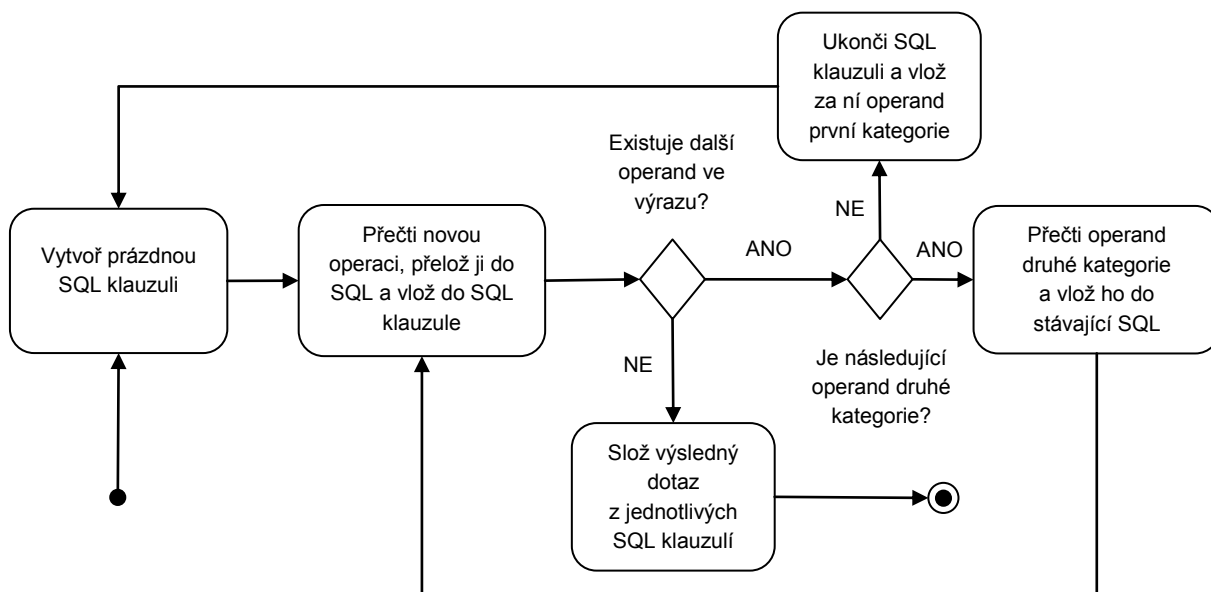 Ukonči SQL
klauzuli a vlož
za ní operand
první kategorie
Existuje další
operand ve
výrazu?
NE
Vytvoř prázdnou
SQL klauzuli
Přečti novou
operaci, přelož ji do
SQL a vlož do SQL
klauzule
ANO
ANO
Přečti operand
druhé kategorie
a vlož ho do
stávající SQL
NE
Je následující
operand druhé
kategorie?
Slož výsledný
dotaz
z jednotlivých
SQL klauzulí